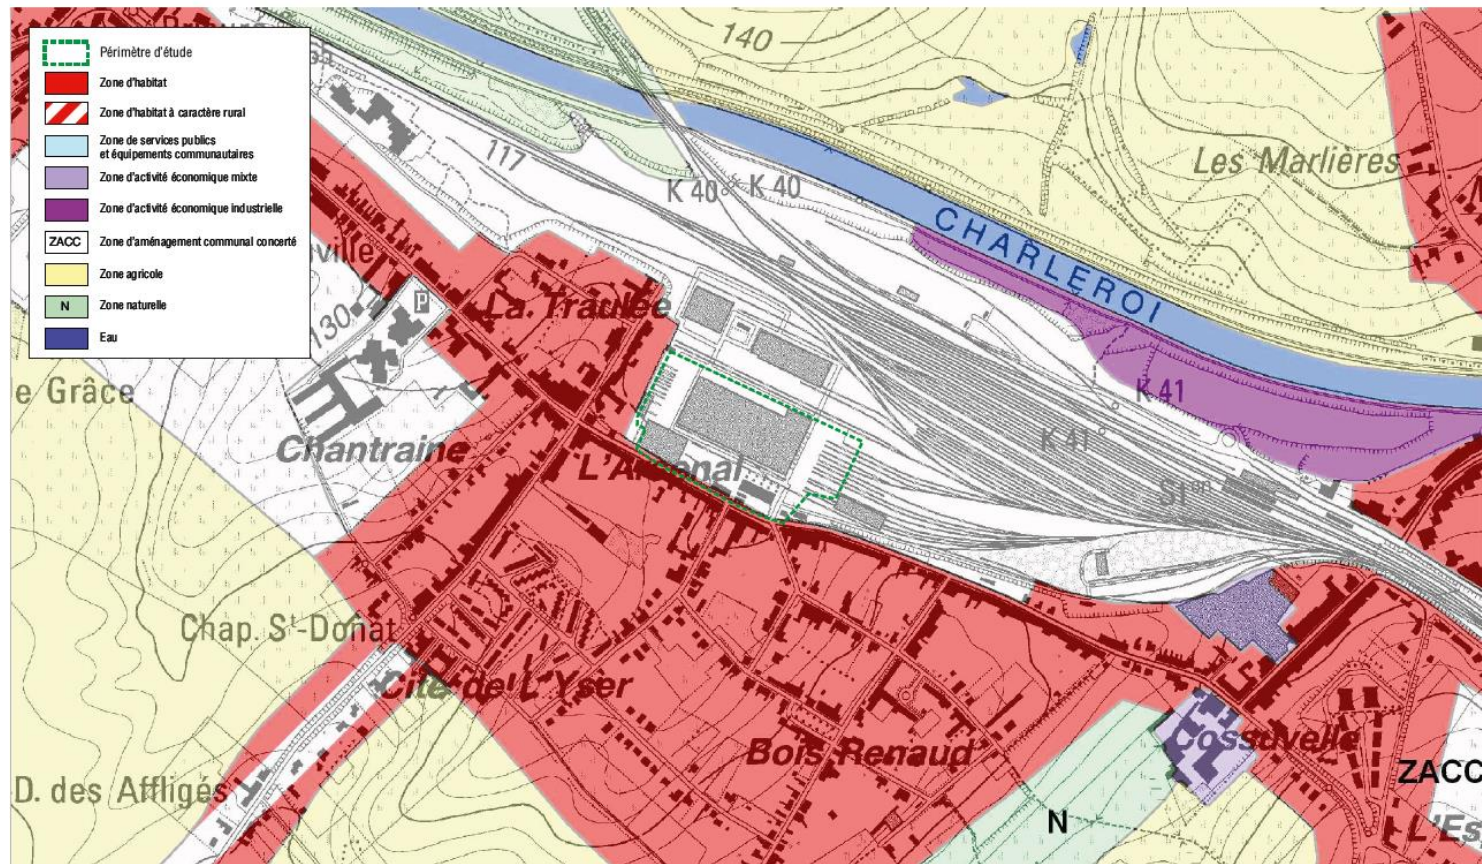 Périmètre d'étude
Zone d'habitat
Zone d'habitat à caractère rural
Zone de services publics
et équipements communautaires
Zone d'activité économique mixte
Zone d'activité économique industrielle
ZACC Zone d'aménagement communal concerté
Zone agricole
N Zone naturelle
Eau
140
117
K 40
K 40
Les Marlières
CHARLEROI
ville
130
P
La Traulée
e Grâce
K 41
K 41
Chantraine
L'Arsenal
Stⁿ
Chap. Sᵗ-Donat
Cité de L'Yser
Bois Renaud
Cossuvelle
D. des Affligés
ZACC
N
L'Es